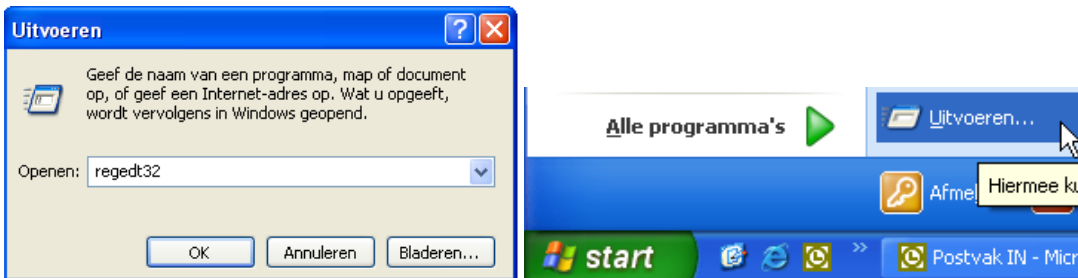 Uitvoeren
Geef de naam van een programma, map of document
op, of geef een Internet-adres op. Wat u opgeeft,
wordt vervolgens in Windows geopend.
Openen: regedt32
OK Annuleren Bladeren...
Alle programma's
Uitvoeren...
Afmel
Hiermee ku
start
Postvak IN - Micr